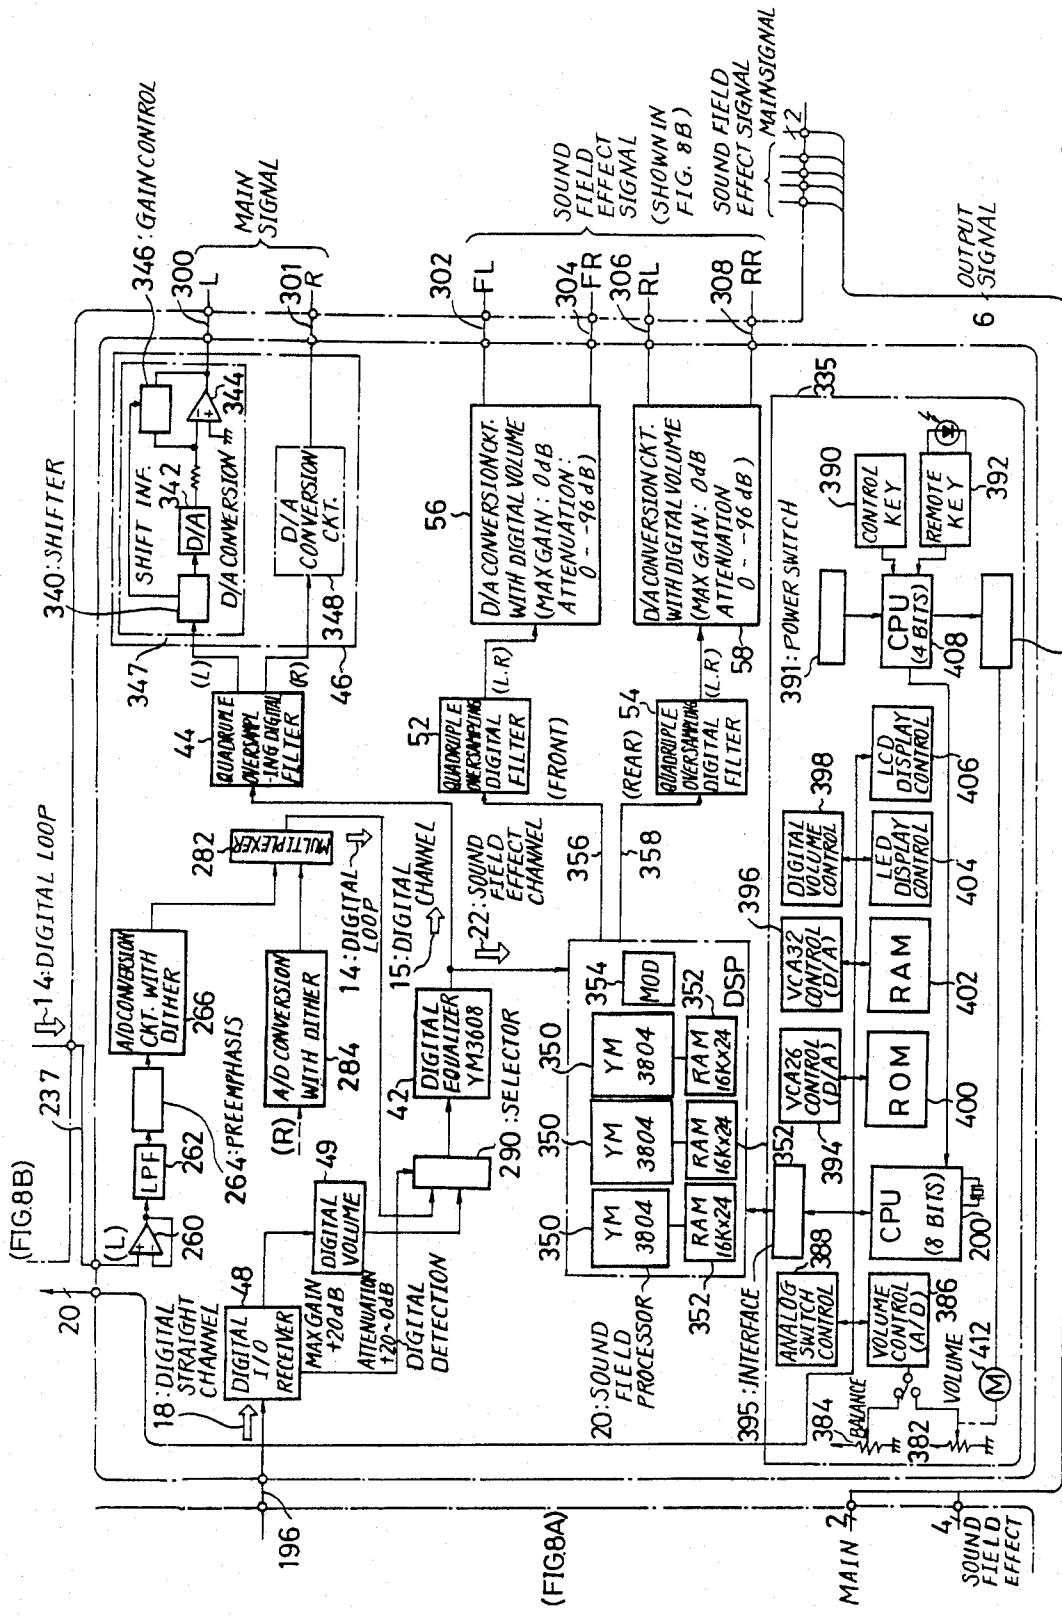 (FIG.8B)
(FIG.8A)
14:DIGITAL LOOP
237
20
(L)
260
LPF
262
264:PREEMPHASIS
A/DCONVERSION
CKT. WITH
DITHER
266
282
MULTIPLEXER
A/D CONVERSION
WITH DITHER
284
(R)
14:DIGITAL
LOOP
15:DIGITAL
CHANNEL
22:SOUND
FIELD
EFFECT
CHANNEL
18:DIGITAL
STRAIGHT
CHANNEL
48
DIGITAL
I/O
RECEIVER
196
49
DIGITAL
VOLUME
MAX GAIN
+20dB
ATTENUATION
+20~0dB
DIGITAL
DETECTION
42
DIGITAL
EQUALIZER
YM3608
290:SELECTOR
44
QUADRUPLE
OVERSAMPL
-ING DIGITAL
FILTER
(L)
(R)
340:SHIFTER
347
SHIFT INF.
342
D/A
D/A CONVERSION
344
346:GAIN CONTROL
D/A
CONVERSION
CKT.
348
46
300
L
301
R
MAIN
SIGNAL
52
QUADRUPLE
OVERSAMPLING
DIGITAL
FILTER
(FRONT)
(L.R)
56
D/A CONVERSION CKT.
WITH DIGITAL VOLUME
(MAX GAIN: 0dB
ATTENUATION:
0 – -96dB)
302
FL
304
FR
306
RL
308
RR
SOUND
FIELD
EFFECT
SIGNAL
(SHOWN IN
FIG. 8B)
(REAR)
54
QUADRUPLE
OVERSAMPLING
DIGITAL
FILTER
(L.R)
D/A CONVERSION CKT.
WITH DIGITAL VOLUME
(MAX GAIN: 0dB
ATTENUATION
0 – -96dB)
58
356
358
SOUND FIELD
EFFECT SIGNAL
MAIN SIGNAL
2
6
OUTPUT
SIGNAL
350
350
350
YM
3804
YM
3804
YM
3804
354
MOD
DSP
RAM
16Kx24
RAM
16Kx24
RAM
16Kx24
352
352
352
20:SOUND
FIELD
PROCESSOR
395:INTERFACE
335
ANALOG
SWITCH
CONTROL
388
VCA26
CONTROL
(D/A)
394
VCA32
CONTROL
(D/A)
396
DIGITAL
VOLUME
CONTROL
398
391:POWER SWITCH
390
CONTROL
KEY
REMOTE
KEY
392
CPU
(4 BITS)
408
384
BALANCE
382
VOLUME
VOLUME
CONTROL
(A/D)
386
M
412
CPU
(8 BITS)
200
ROM
400
RAM
402
LED
DISPLAY
CONTROL
404
LCD
DISPLAY
CONTROL
406
MAIN
2
4
SOUND
FIELD
EFFECT